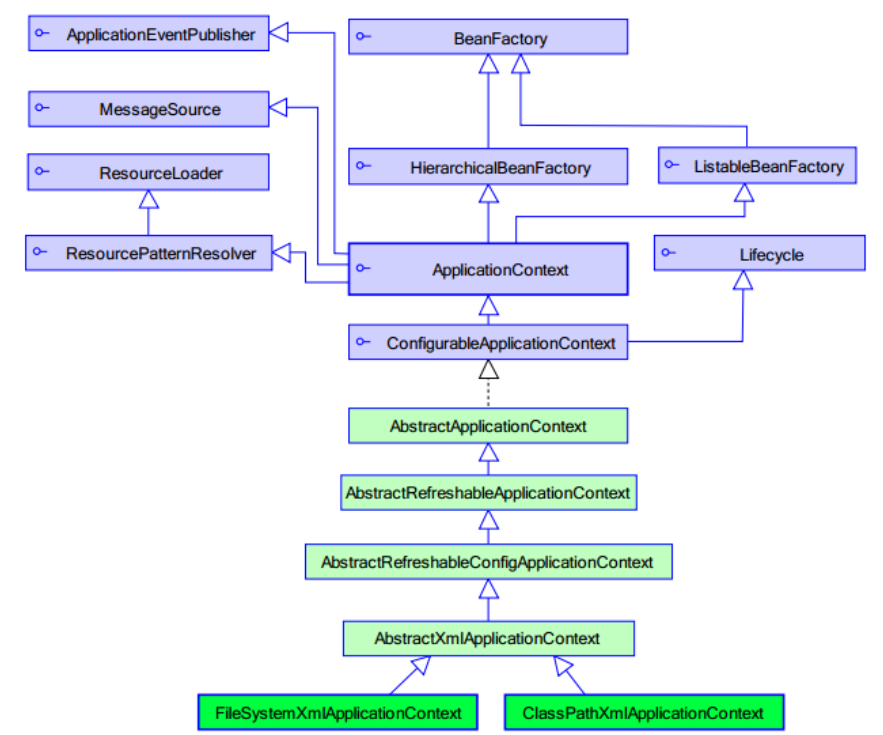 ApplicationEventPublisher
BeanFactory
MessageSource
HierarchicalBeanFactory
ListableBeanFactory
ResourceLoader
ResourcePatternResolver
ApplicationContext
Lifecycle
ConfigurableApplicationContext
AbstractApplicationContext
AbstractRefreshableApplicationContext
AbstractRefreshableConfigApplicationContext
AbstractXmlApplicationContext
FileSystemXmlApplicationContext
ClassPathXmlApplicationContext